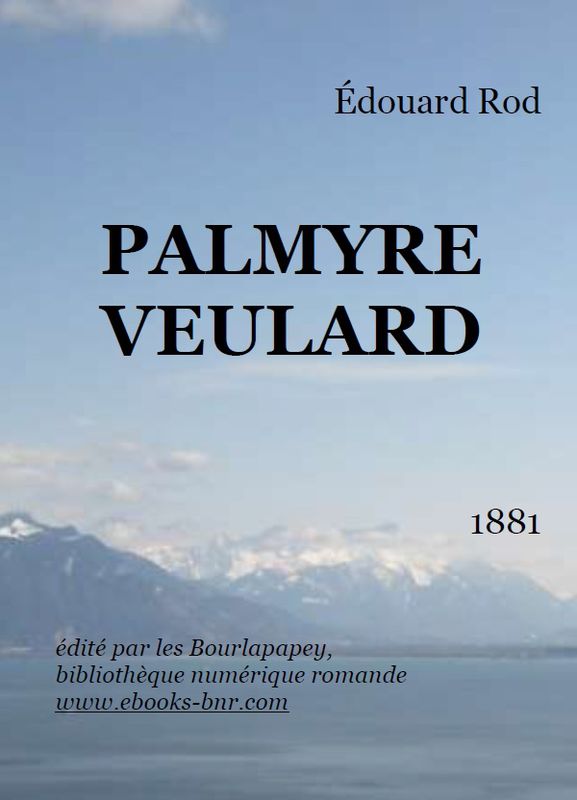 Édouard Rod
PALMYRE
VEULARD
1881
édité par les Bourlapapey,
bibliothèque numérique romande
www.ebooks-bnr.com